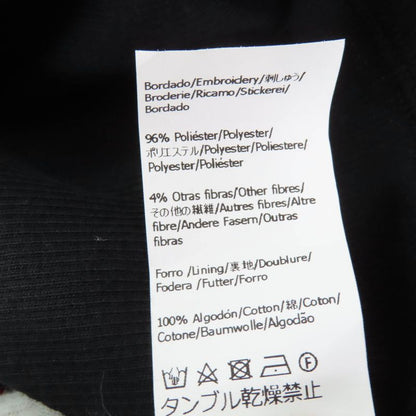 Bordado/Embroidery/刺しゅう/
Broderie/Ricamo/Stickerei/
Bordado
96% Poliéster/Polyester/
ポリエステル/Polyester/Poliestere/
Polyester/Poliéster
4% Otras fibras/Other fibres/
その他の繊維/Autres fibres/Altre
fibre/Andere Fasern/Outras
fibras
Forro /Lining/裏地/Doublure/
Fodera /Futter/Forro
100% Algodón/Cotton/綿/Coton/
Cotone/Baumwolle/Algodão
F
タンブル乾燥禁止